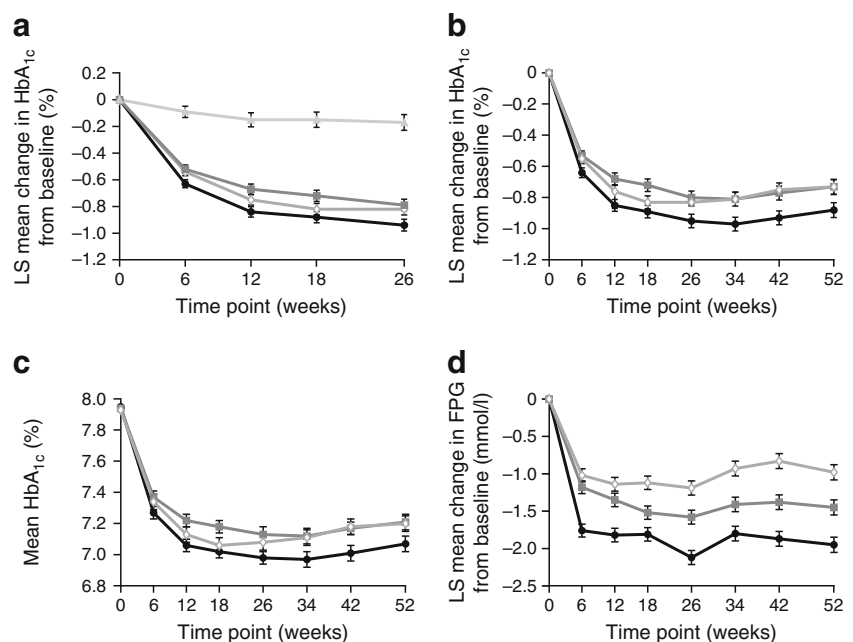 a
LS mean change in HbA1c
from baseline (%)
0.2
0
–0.2
–0.4
–0.6
–0.8
–1.0
–1.2
0 6 12 18 26
Time point (weeks)
b
LS mean change in HbA1c
from baseline (%)
0
–0.2
–0.4
–0.6
–0.8
–1.0
–1.2
0 6 12 18 26 34 42 52
Time point (weeks)
c
Mean HbA1c (%)
8.0
7.8
7.6
7.4
7.2
7.0
6.8
0 6 12 18 26 34 42 52
Time point (weeks)
d
LS mean change in FPG
from baseline (mmol/l)
0
–0.5
–1.0
–1.5
–2.0
–2.5
0 6 12 18 26 34 42 52
Time point (weeks)